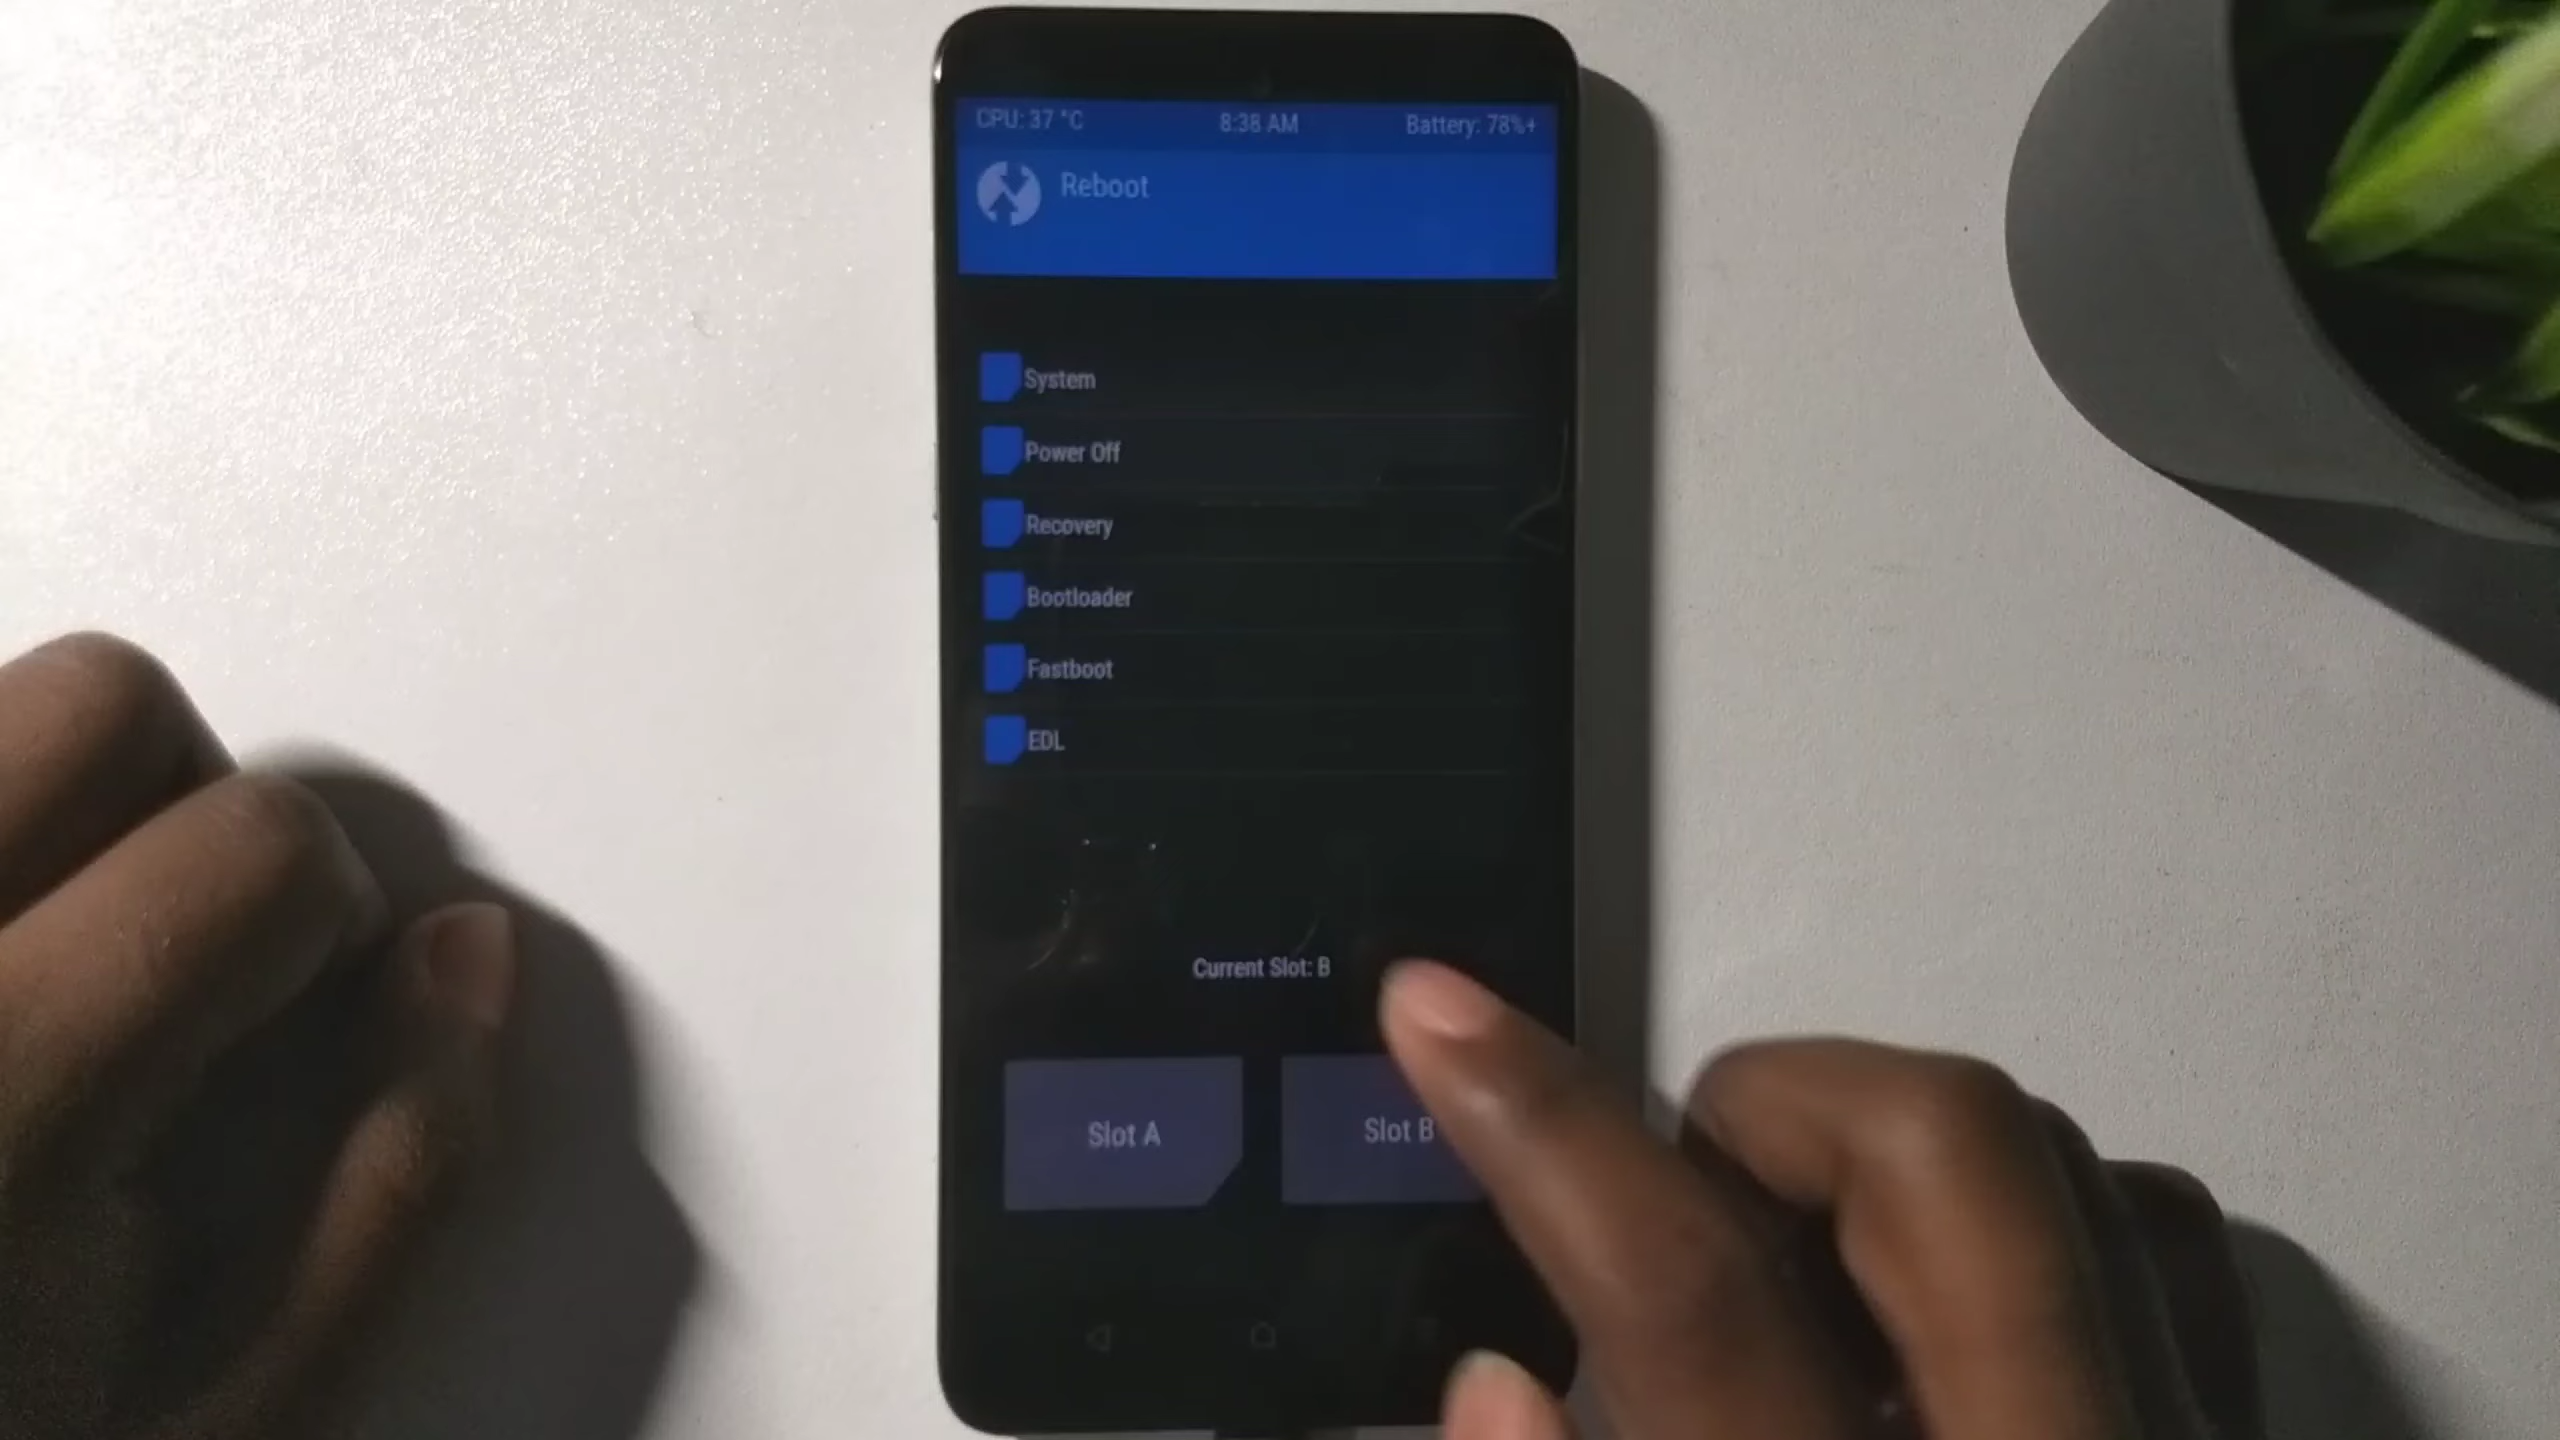 CPU: 37 °C 8:38 AM Battery: 78%+
Reboot
System
Power Off
Recovery
Bootloader
Fastboot
EDL
Current Slot: B
Slot A Slot B